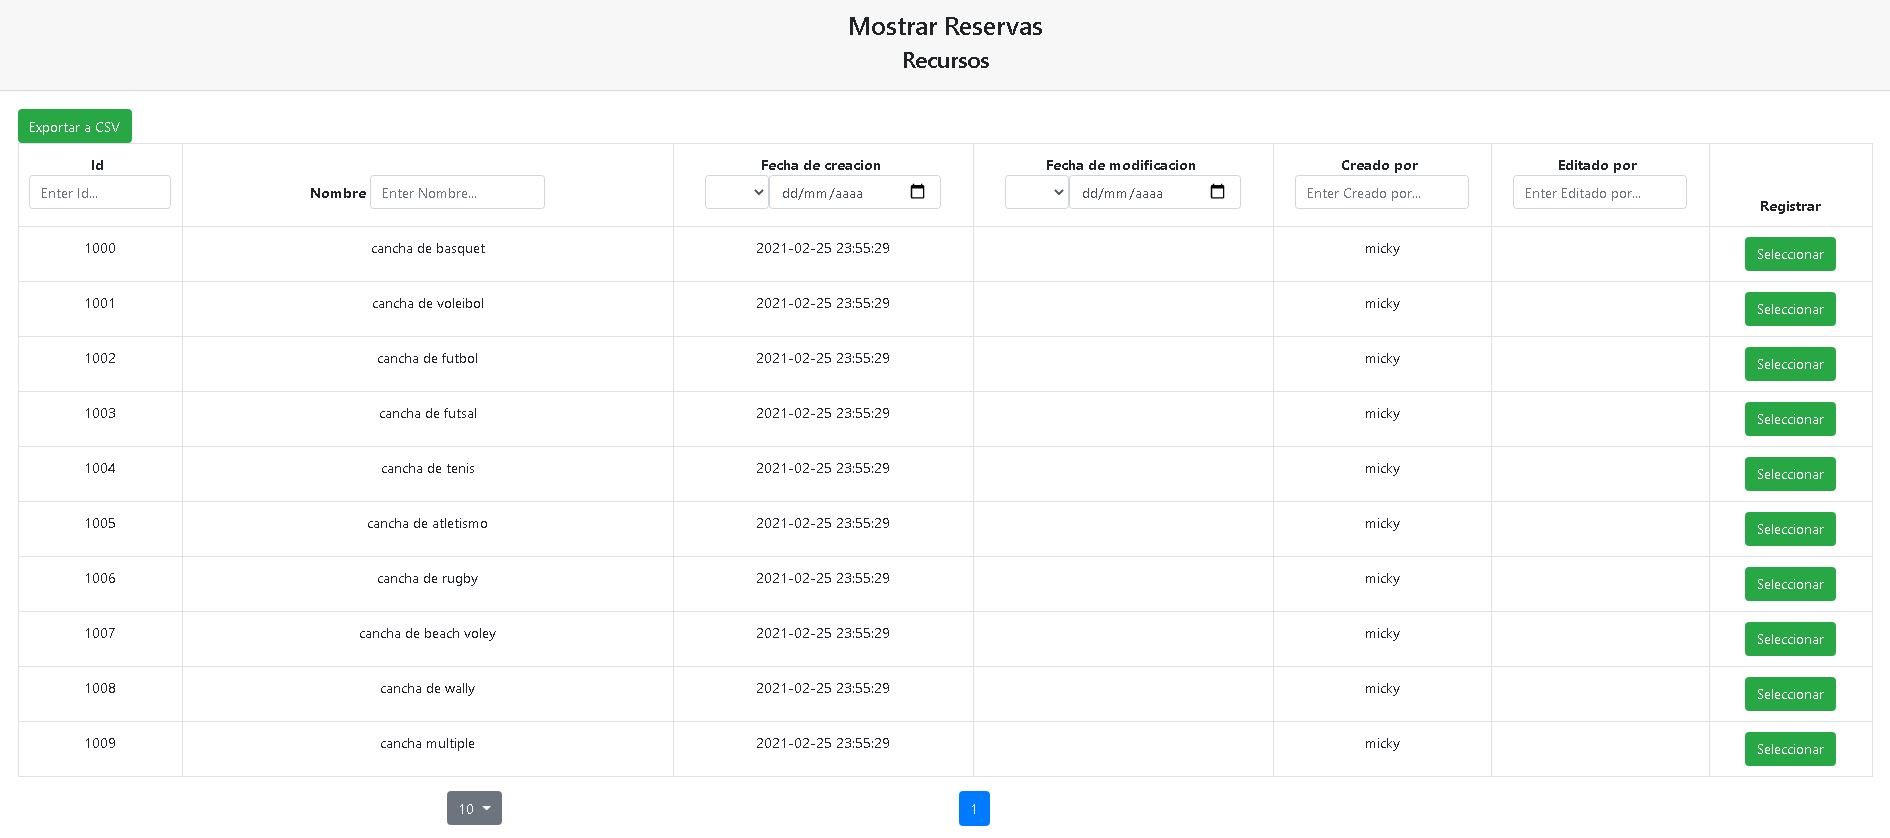 Mostrar Reservas
Recursos
Exportar a CSV
Id Nombre Fecha de creacion Fecha de modificacion Creado por Editado por Registrar
Enter Id... Enter Nombre... dd/mm/aaaa dd/mm/aaaa Enter Creado por... Enter Editado por...
1000 cancha de basquet 2021-02-25 23:55:29 micky Seleccionar
1001 cancha de voleibol 2021-02-25 23:55:29 micky Seleccionar
1002 cancha de futbol 2021-02-25 23:55:29 micky Seleccionar
1003 cancha de futsal 2021-02-25 23:55:29 micky Seleccionar
1004 cancha de tenis 2021-02-25 23:55:29 micky Seleccionar
1005 cancha de atletismo 2021-02-25 23:55:29 micky Seleccionar
1006 cancha de rugby 2021-02-25 23:55:29 micky Seleccionar
1007 cancha de beach voley 2021-02-25 23:55:29 micky Seleccionar
1008 cancha de wally 2021-02-25 23:55:29 micky Seleccionar
1009 cancha multiple 2021-02-25 23:55:29 micky Seleccionar
10 1